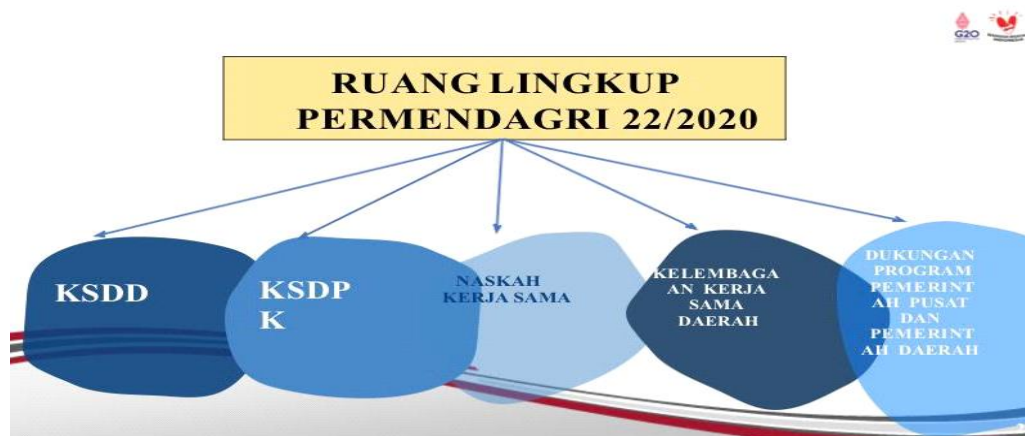 G20
RUANG LINGKUP
PERMENDAGRI 22/2020
KSDD
KSDP
K
NASKAH
KERJA SAMA
KELEMBAGA
AN KERJA
SAMA
DAERAH
DUKUNGAN
PROGRAM
PEMERINT
AH PUSAT
DAN
PEMERINT
AH DAERAH